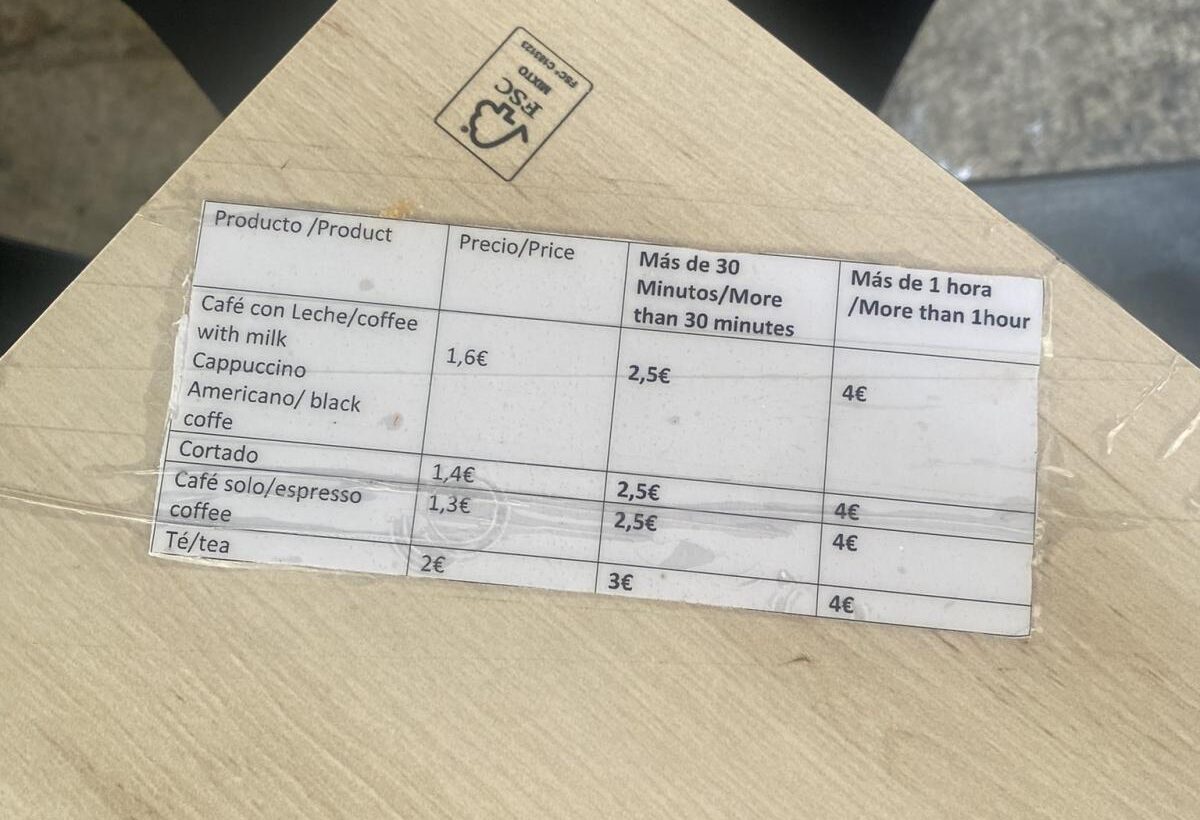 FSC® C163123
MIXTO
FSC
Producto /Product
Precio/Price
Más de 30
Minutos/More
than 30 minutes
Más de 1 hora
/More than 1hour
Café con Leche/coffee
with milk
Cappuccino
Americano/ black
coffe
1,6€
2,5€
4€
Cortado
1,4€
2,5€
4€
Café solo/espresso
coffee
1,3€
2,5€
4€
Té/tea
2€
3€
4€